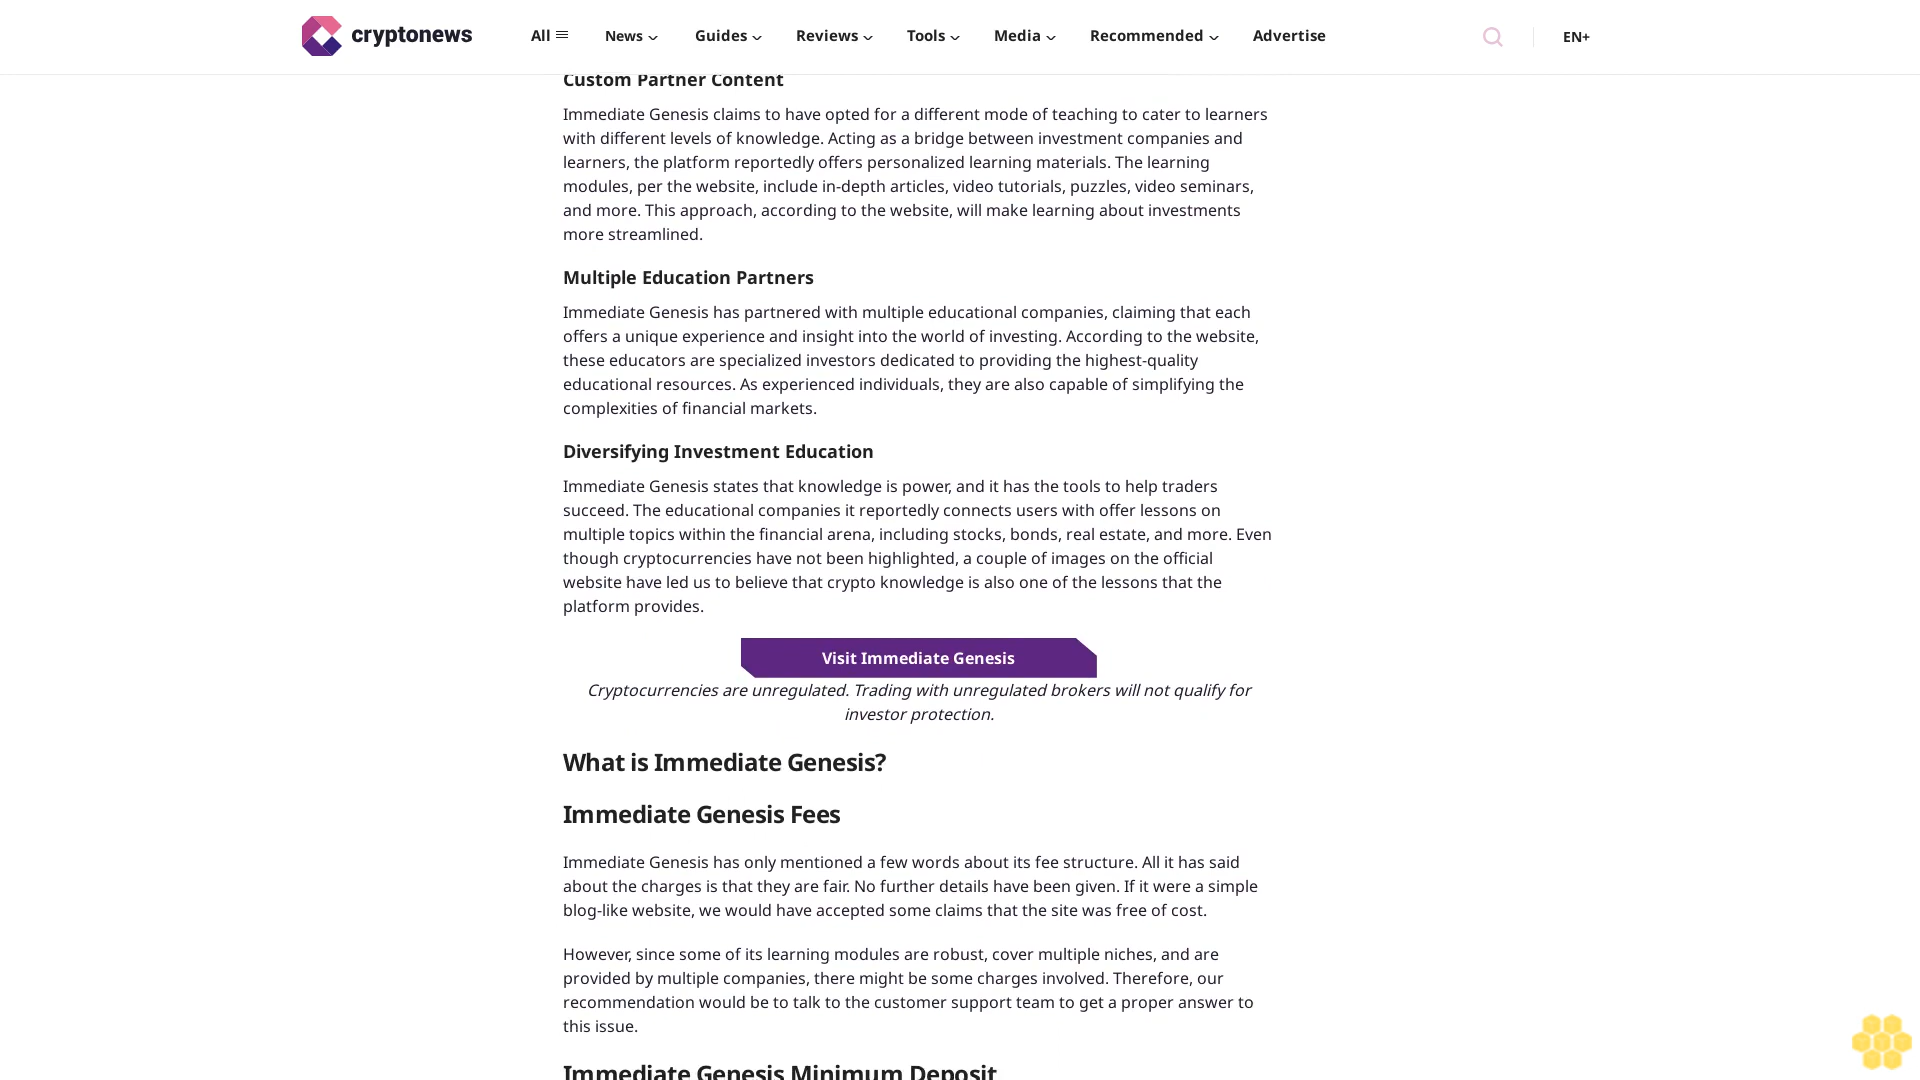 cryptonews
All
News
Guides
Reviews
Tools
Media
Recommended
Advertise
EN+
Custom Partner Content
Immediate Genesis claims to have opted for a different mode of teaching to cater to learners
with different levels of knowledge. Acting as a bridge between investment companies and
learners, the platform reportedly offers personalized learning materials. The learning
modules, per the website, include in-depth articles, video tutorials, puzzles, video seminars,
and more. This approach, according to the website, will make learning about investments
more streamlined.
Multiple Education Partners
Immediate Genesis has partnered with multiple educational companies, claiming that each
offers a unique experience and insight into the world of investing. According to the website,
these educators are specialized investors dedicated to providing the highest-quality
educational resources. As experienced individuals, they are also capable of simplifying the
complexities of financial markets.
Diversifying Investment Education
Immediate Genesis states that knowledge is power, and it has the tools to help traders
succeed. The educational companies it reportedly connects users with offer lessons on
multiple topics within the financial arena, including stocks, bonds, real estate, and more. Even
though cryptocurrencies have not been highlighted, a couple of images on the official
website have led us to believe that crypto knowledge is also one of the lessons that the
platform provides.
Visit Immediate Genesis
Cryptocurrencies are unregulated. Trading with unregulated brokers will not qualify for
investor protection.
What is Immediate Genesis?
Immediate Genesis Fees
Immediate Genesis has only mentioned a few words about its fee structure. All it has said
about the charges is that they are fair. No further details have been given. If it were a simple
blog-like website, we would have accepted some claims that the site was free of cost.
However, since some of its learning modules are robust, cover multiple niches, and are
provided by multiple companies, there might be some charges involved. Therefore, our
recommendation would be to talk to the customer support team to get a proper answer to
this issue.
Immediate Genesis Minimum Deposit